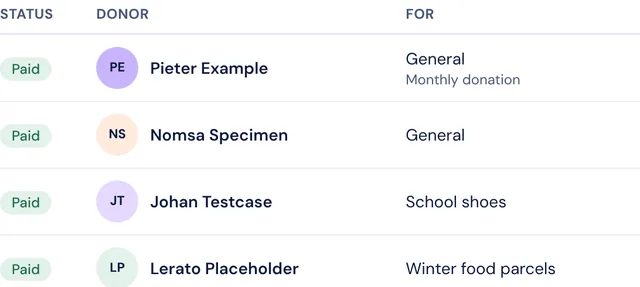 STATUS DONOR FOR
Paid PE Pieter Example General
Monthly donation
Paid NS Nomsa Specimen General
Paid JT Johan Testcase School shoes
Paid LP Lerato Placeholder Winter food parcels